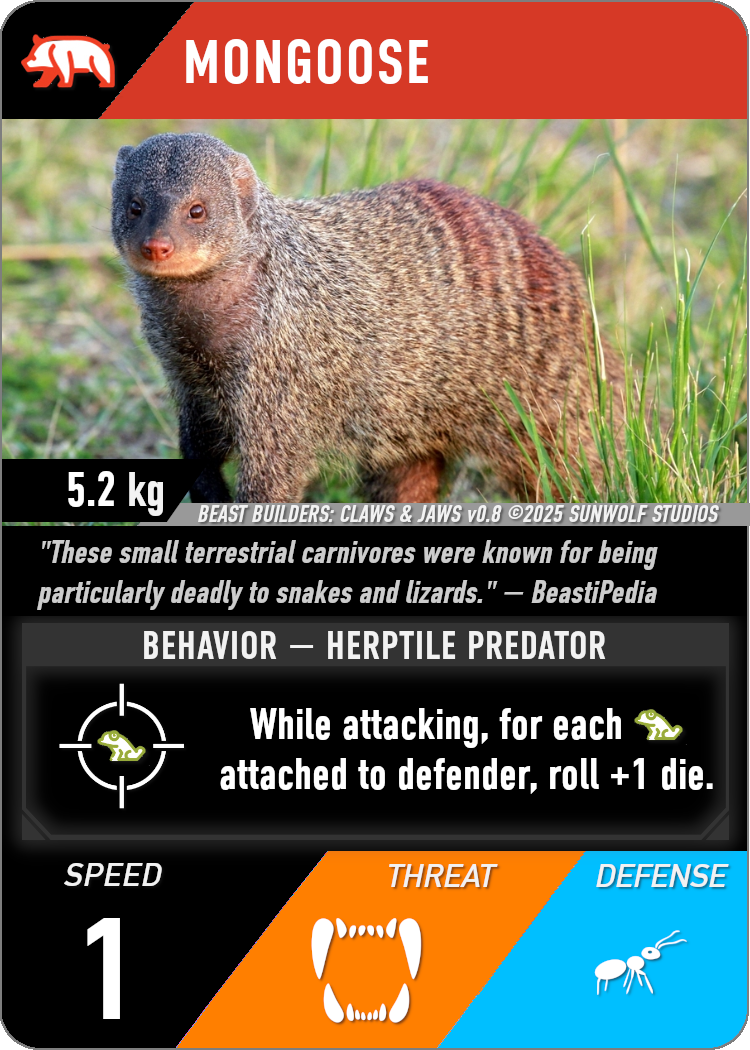 MONGOOSE
5.2 kg
BEAST BUILDERS: CLAWS & JAWS v0.8 ©2025 SUNWOLF STUDIOS
"These small terrestrial carnivores were known for being
particularly deadly to snakes and lizards." — BeastiPedia
BEHAVIOR — HERPTILE PREDATOR
While attacking, for each
attached to defender, roll +1 die.
SPEED THREAT DEFENSE
1